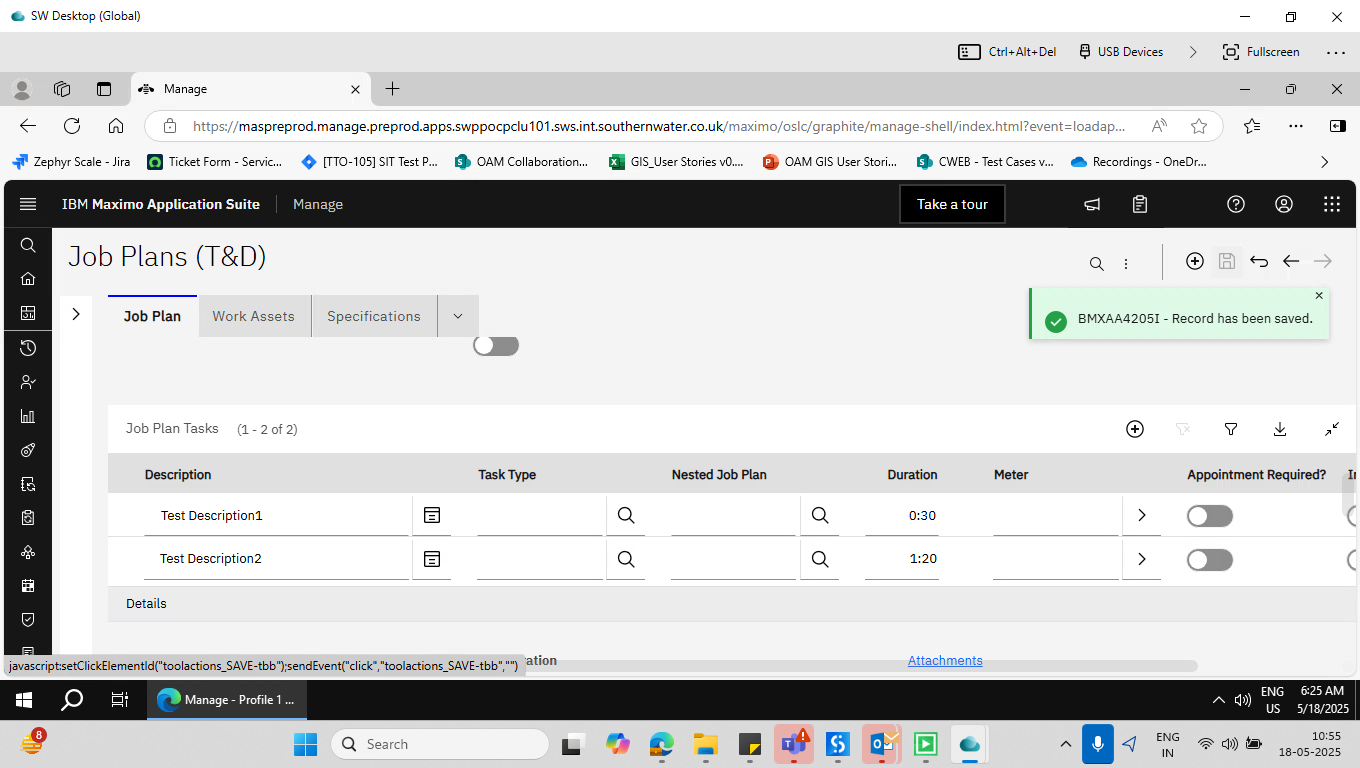 SW Desktop (Global)
Ctrl+Alt+Del USB Devices Fullscreen
Manage
https://maspreprod.manage.preprod.apps.swppocpclu101.sws.int.southernwater.co.uk/maximo/oslc/graphite/manage-shell/index.html?event=loadap...
Zephyr Scale - Jira Ticket Form - Servic... [TTO-105] SIT Test P... OAM Collaboration... GIS_User Stories v0.... OAM GIS User Stori... CWEB - Test Cases v... Recordings - OneDr...
IBM Maximo Application Suite Manage Take a tour
Job Plans (T&D)
Job Plan Work Assets Specifications
BMXAA4205I - Record has been saved.
Job Plan Tasks (1 - 2 of 2)
Description Task Type Nested Job Plan Duration Meter Appointment Required?
Test Description1 0:30
Test Description2 1:20
Details
javascript:setClickElementId("toolactions_SAVE-tbb");sendEvent("click","toolactions_SAVE-tbb","") Attachments
Manage - Profile 1 ... ENG US 6:25 AM 5/18/2025
8 Search ENG IN 10:55 18-05-2025